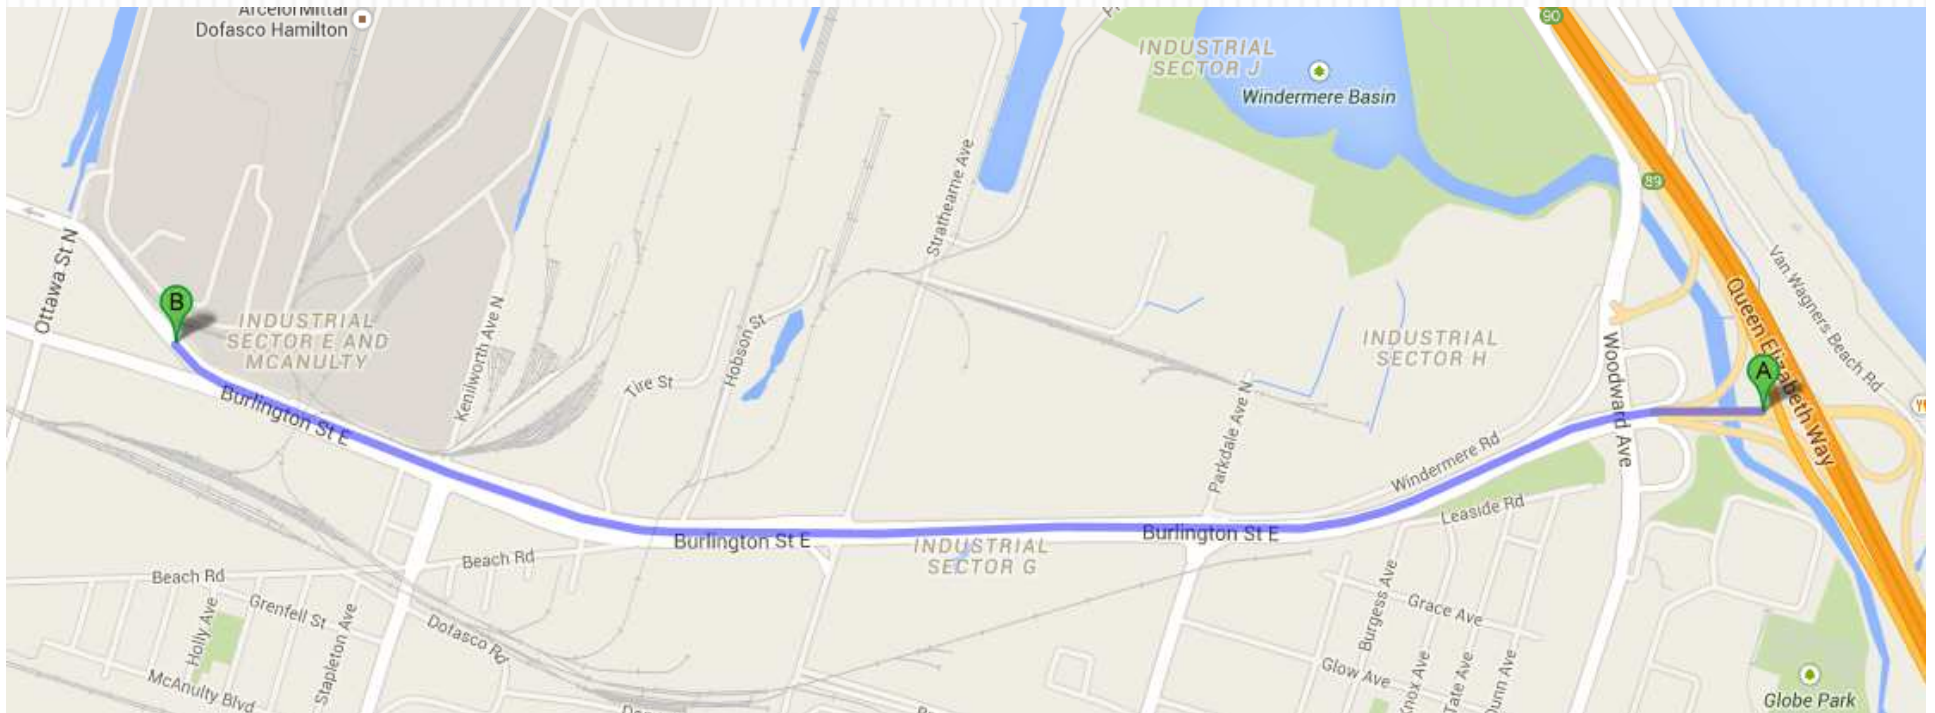 ArcelorMittal
Dofasco Hamilton
90
INDUSTRIAL
SECTOR J
Windermere Basin
89
Strathearne Ave
Ottawa St N
B
INDUSTRIAL
SECTOR E AND
MCANULTY
Kenilworth Ave N
Tire St
Hobson St
INDUSTRIAL
SECTOR H
Woodward Ave
Queen Elizabeth Way
Van Wagners Beach Rd
A
Burlington St E
Parkdale Ave N
Windermere Rd
Leaside Rd
Burlington St E
Burlington St E
INDUSTRIAL
SECTOR G
Beach Rd
Beach Rd
Grenfell St
Holly Ave
Stapleton Ave
Dofasco Rd
McAnulty Blvd
Burgess Ave
Grace Ave
Glow Ave
Knox Ave
Tate Ave
Dunn Ave
Globe Park